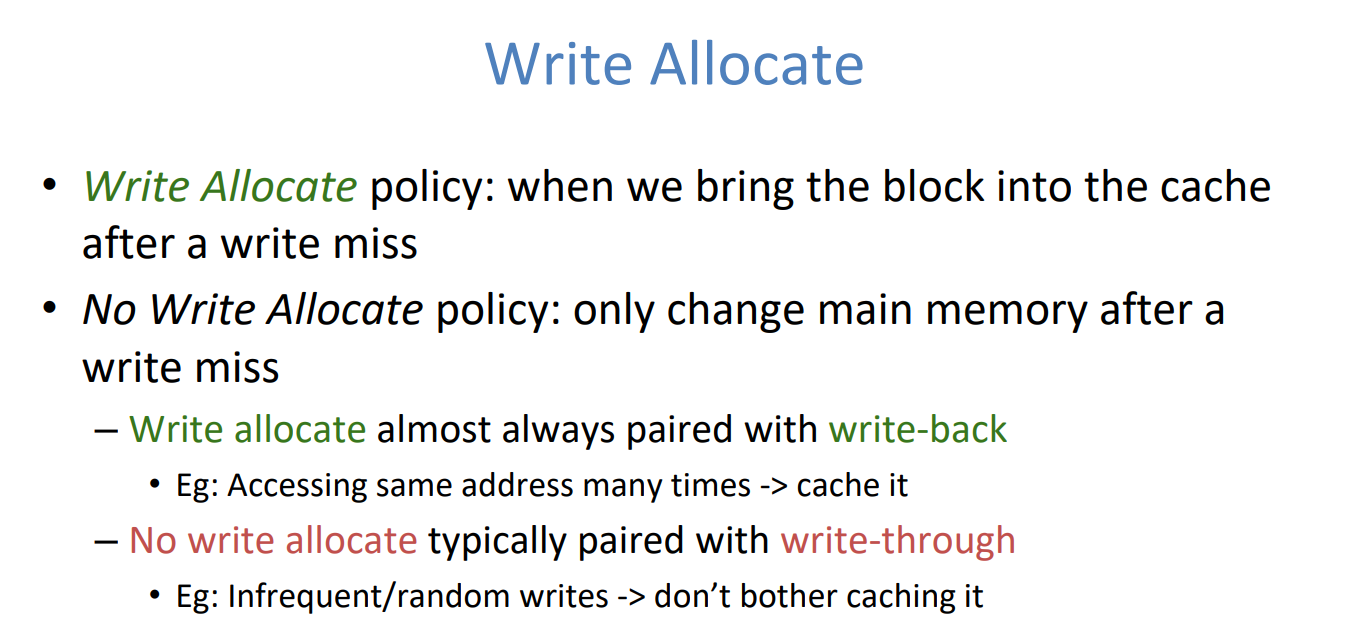 Write Allocate
• Write Allocate policy: when we bring the block into the cache
after a write miss
• No Write Allocate policy: only change main memory after a
write miss
– Write allocate almost always paired with write-back
• Eg: Accessing same address many times -> cache it
– No write allocate typically paired with write-through
• Eg: Infrequent/random writes -> don’t bother caching it